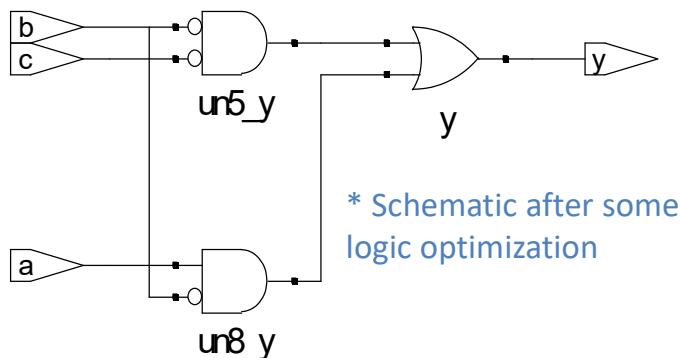 b
c
un5_y
y
y
* Schematic after some
logic optimization
a
un8_y